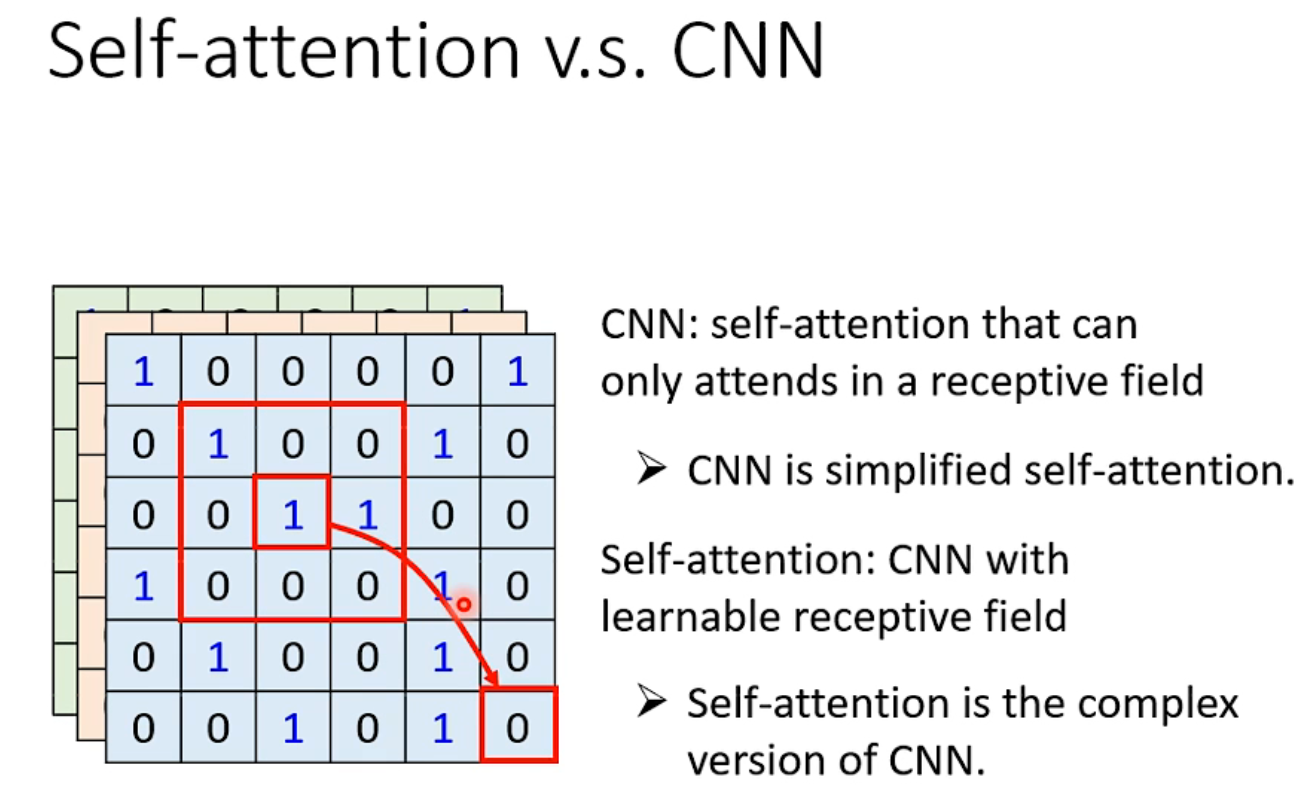 Self-attention v.s. CNN
1 0 0 0 0 1
0 1 0 0 1 0
0 0 1 1 0 0
1 0 0 0 1 0
0 1 0 0 1 0
0 0 1 0 1 0
CNN: self-attention that can
only attends in a receptive field
➢ CNN is simplified self-attention.
Self-attention: CNN with
learnable receptive field
➢ Self-attention is the complex
version of CNN.